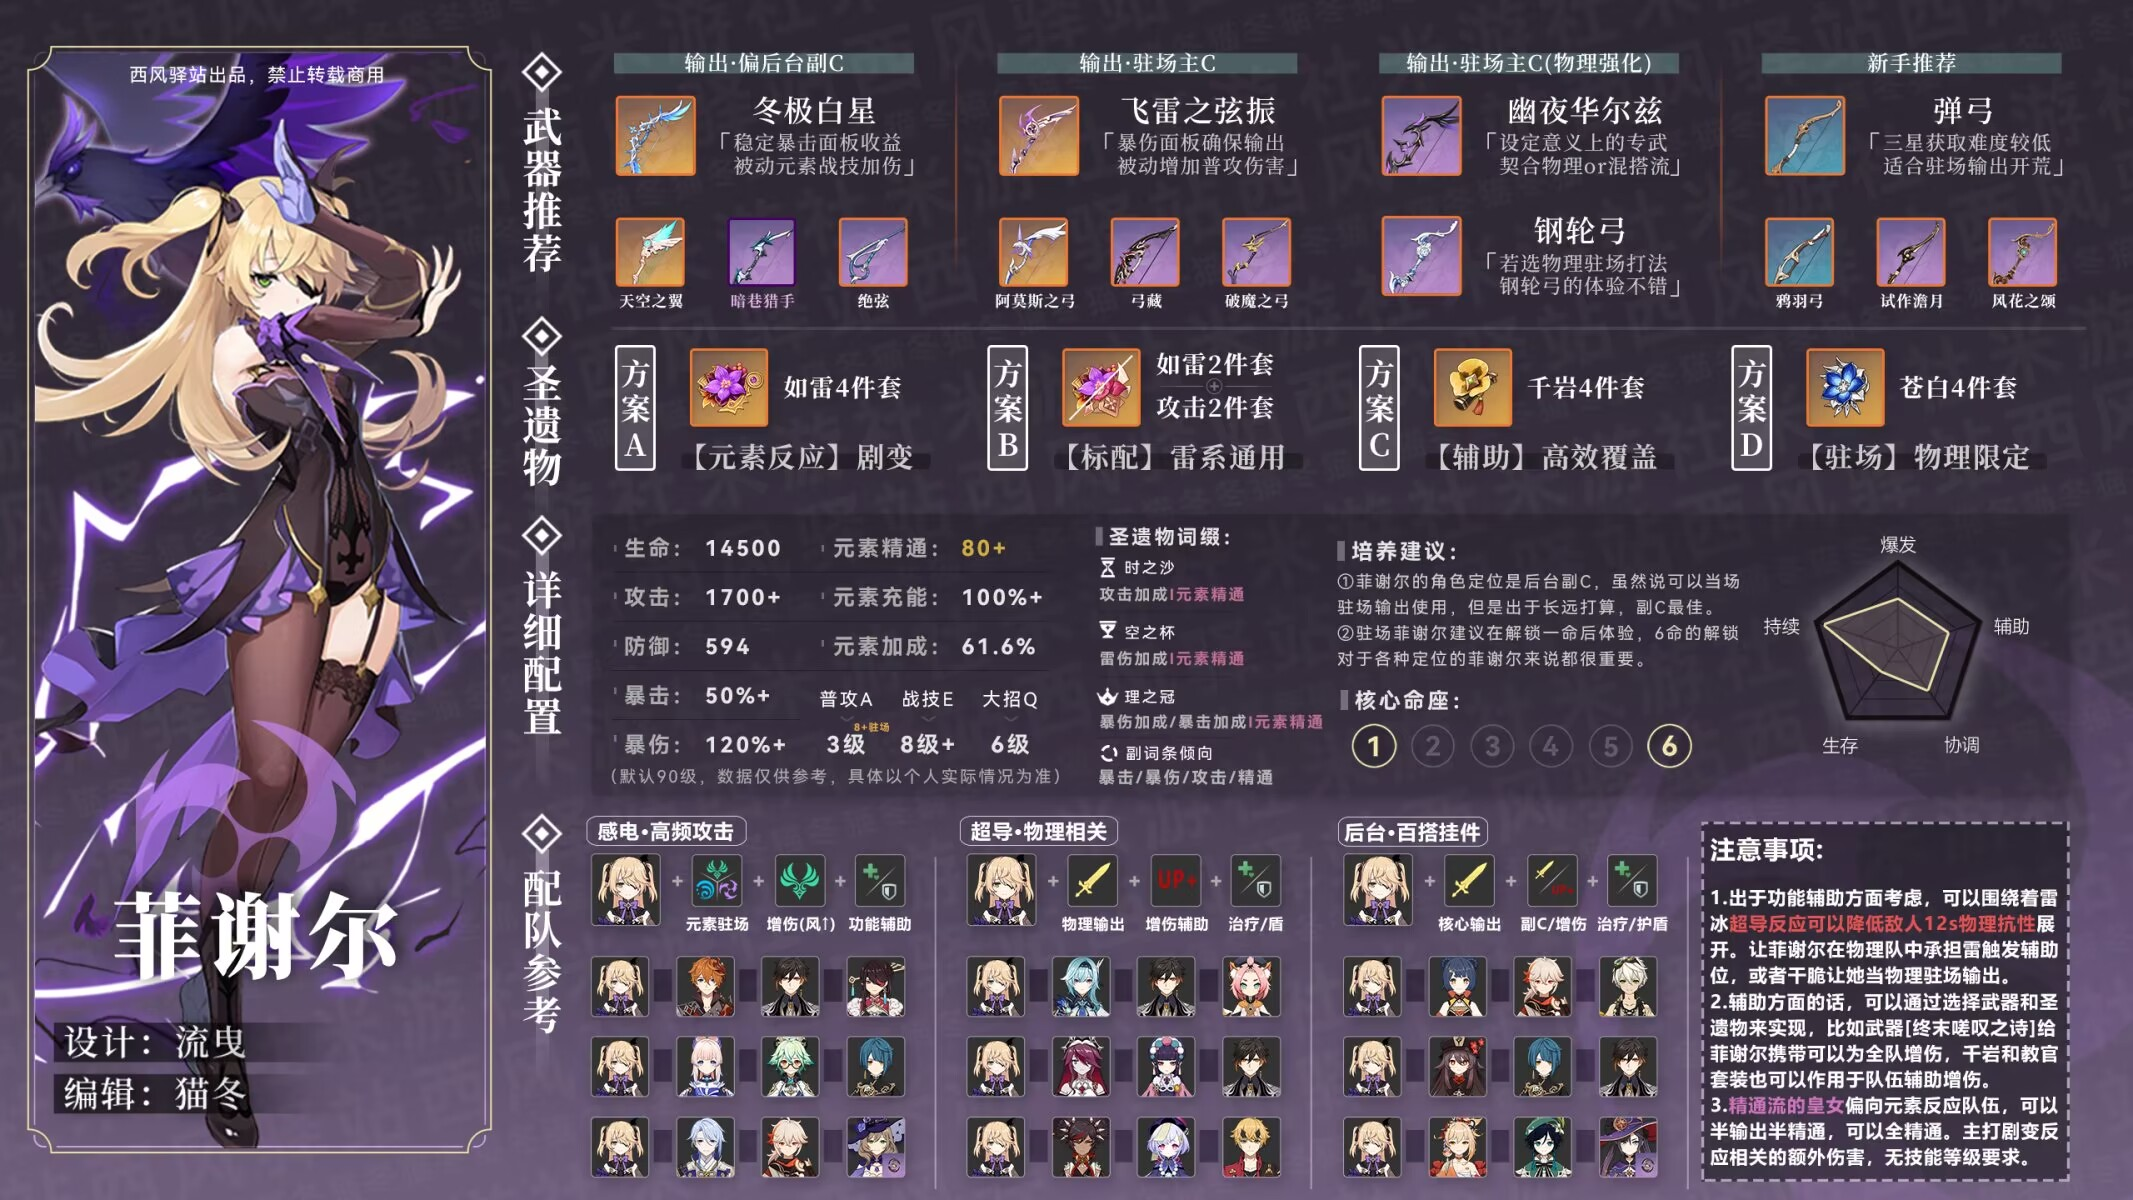 西风驿站出品，禁止转载商用
菲谢尔
设计：流曳
编辑：猫冬
武器推荐
输出·偏后台副C
冬极白星
「稳定暴击面板收益
被动元素战技加伤」
天空之翼
暗巷猎手
绝弦
输出·驻场主C
飞雷之弦振
「暴伤面板确保输出
被动增加普攻伤害」
阿莫斯之弓
弓藏
破魔之弓
输出·驻场主C(物理强化)
幽夜华尔兹
「设定意义上的专武
契合物理or混搭流」
钢轮弓
「若选物理驻场打法
钢轮弓的体验不错」
新手推荐
弹弓
「三星获取难度较低
适合驻场输出开荒」
鸦羽弓
试作澹月
风花之颂
圣遗物
方案A
如雷4件套
【元素反应】剧变
方案B
如雷2件套
攻击2件套
【标配】雷系通用
方案C
千岩4件套
【辅助】高效覆盖
方案D
苍白4件套
【驻场】物理限定
详细配置
生命：14500
元素精通：80+
攻击：1700+
元素充能：100%+
防御：594
元素加成：61.6%
暴击：50%+
普攻A 战技E 大招Q
8+驻场
暴伤：120%+
3级 8级+ 6级
(默认90级，数据仅供参考，具体以个人实际情况为准)
圣遗物词缀：
时之沙
攻击加成|元素精通
空之杯
雷伤加成|元素精通
理之冠
暴伤加成/暴击加成|元素精通
副词条倾向
暴击/暴伤/攻击/精通
培养建议：
①菲谢尔的角色定位是后台副C，虽然说可以当场
驻场输出使用，但是出于长远打算，副C最佳。
②驻场菲谢尔建议在解锁一命后体验，6命的解锁
对于各种定位的菲谢尔来说都很重要。
核心命座：
1 2 3 4 5 6
爆发
持续
辅助
生存
协调
配队参考
感电·高频攻击
元素驻场 增伤(风1) 功能辅助
超导·物理相关
UP+
物理输出 增伤辅助 治疗/盾
后台·百搭挂件
UP+
核心输出 副C/增伤 治疗/护盾
注意事项:
1.出于功能辅助方面考虑，可以围绕着雷
冰超导反应可以降低敌人12s物理抗性展
开。让菲谢尔在物理队中承担雷触发辅助
位，或者干脆让她当物理驻场输出。
2.辅助方面的话，可以通过选择武器和圣
遗物来实现，比如武器[终末嗟叹之诗]给
菲谢尔携带可以为全队增伤，千岩和教官
套装也可以作用于队伍辅助增伤。
3.精通流的皇女偏向元素反应队伍，可以
半输出半精通，可以全精通。主打剧变反
应相关的额外伤害，无技能等级要求。